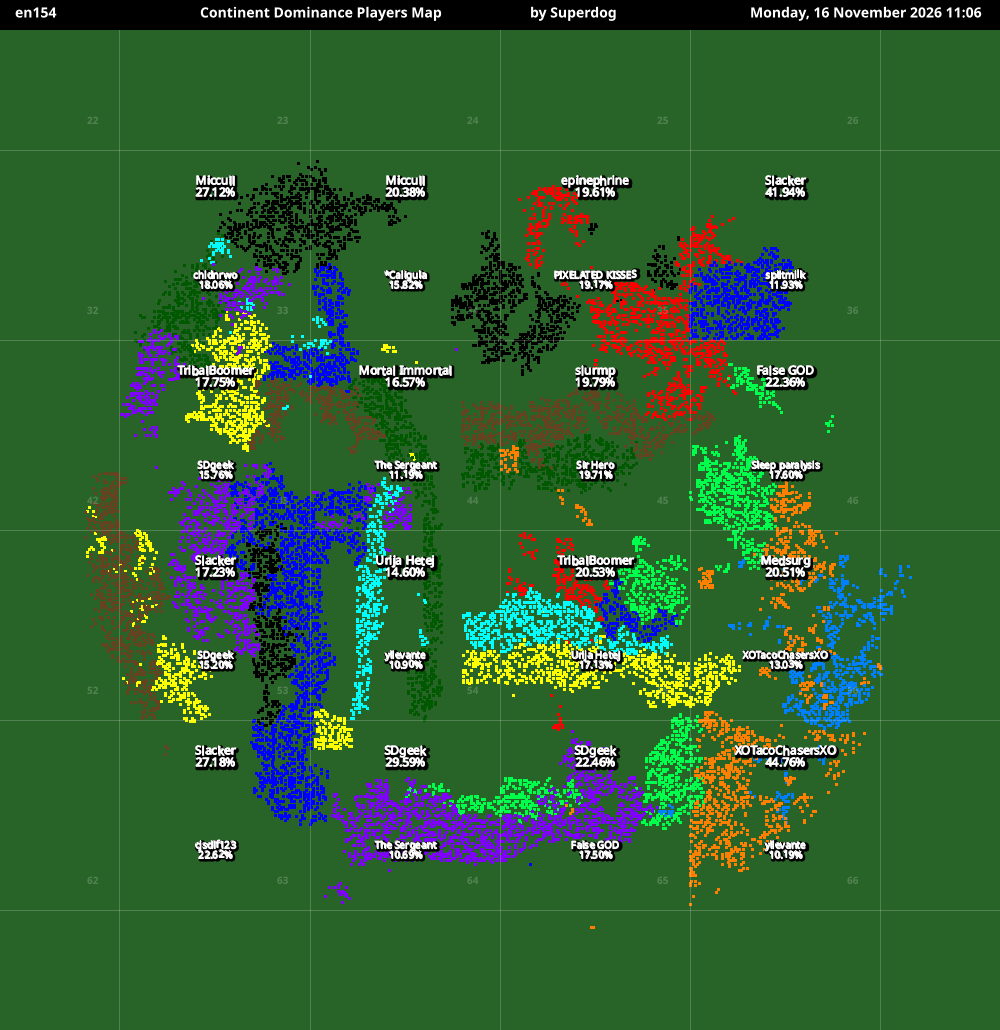 en154 Continent Dominance Players Map by Superdog Monday, 16 November 2026 11:06
22 23 24 25 26
Miccull Miccull epinephrine Slacker
27.12% 20.38% 19.61% 41.94%
chidnrwo *Caligula PIXELATED KISSES splitmilk
18.06% 15.82% 19.17% 11.93%
32 33 35 36
TribalBoomer Mortal Immortal slurmp False GOD
17.75% 16.57% 19.79% 22.36%
SDgeek The Sergeant Sir Hero Sleep paralysis
15.76% 11.19% 19.71% 17.60%
42 44 46
Slacker Urija Hetej TribalBoomer Medsurg
17.23% 14.60% 20.53% 20.51%
SDgeek yllevante Urija Hetej XOTacoChasersXO
15.20% 10.90% 17.13% 13.03%
52 53 54
Slacker SDgeek SDgeek XOTacoChasersXO
27.18% 29.59% 22.46% 44.76%
The Sergeant False GOD yllevante
22.62% 10.69% 17.50% 10.19%
62 63 64 65 66